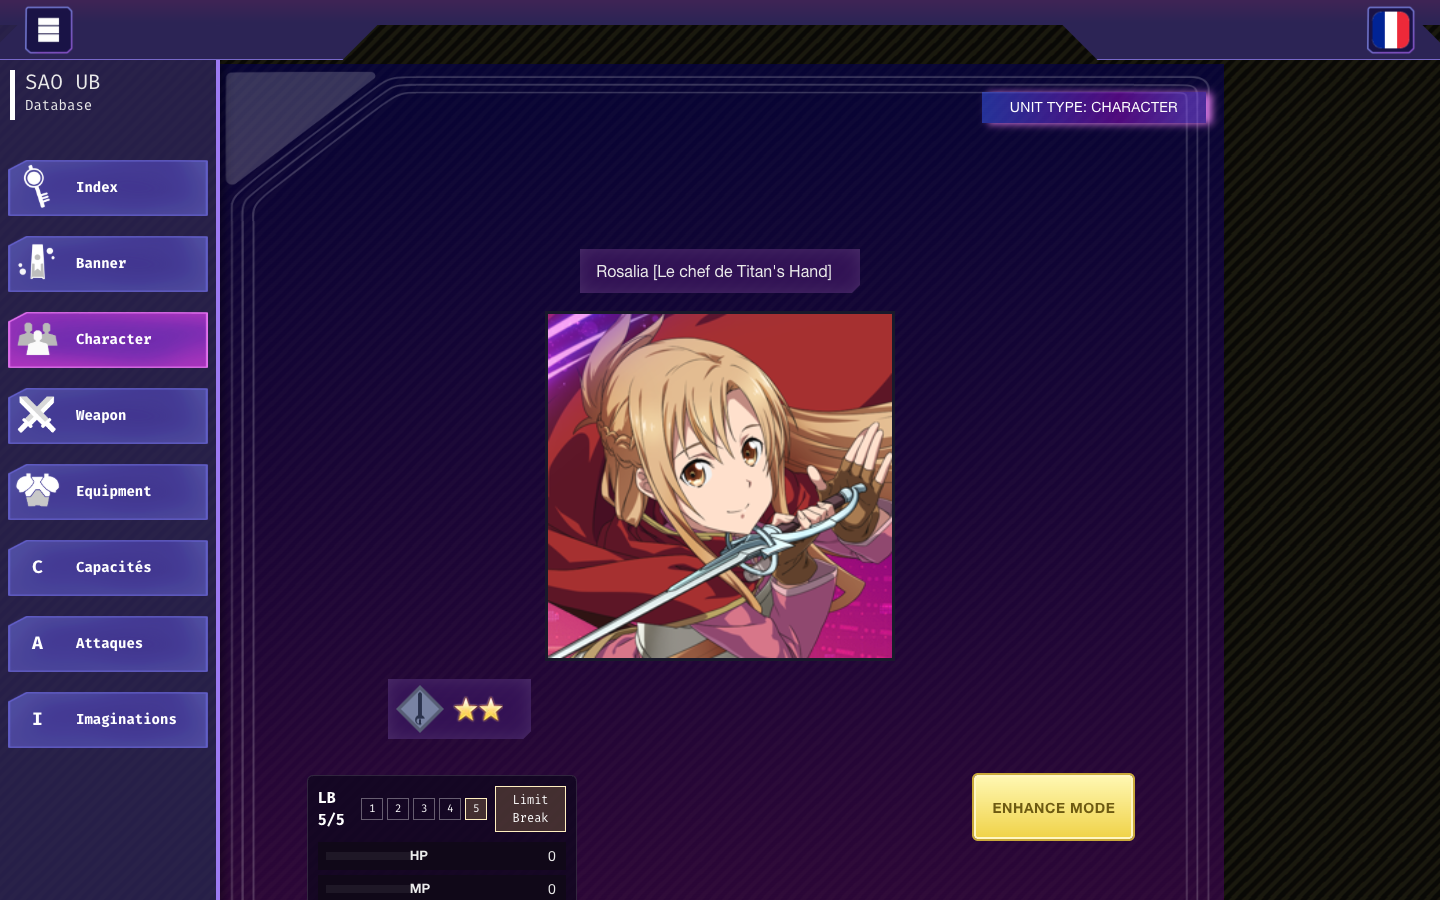 SAO UB
Database
Index
Banner
Character
Weapon
Equipment
C Capacités
A Attaques
I Imaginations
UNIT TYPE: CHARACTER
Rosalia [Le chef de Titan's Hand]
LB
5/5
1 2 3 4 5
Limit
Break
HP 0
MP 0
ENHANCE MODE